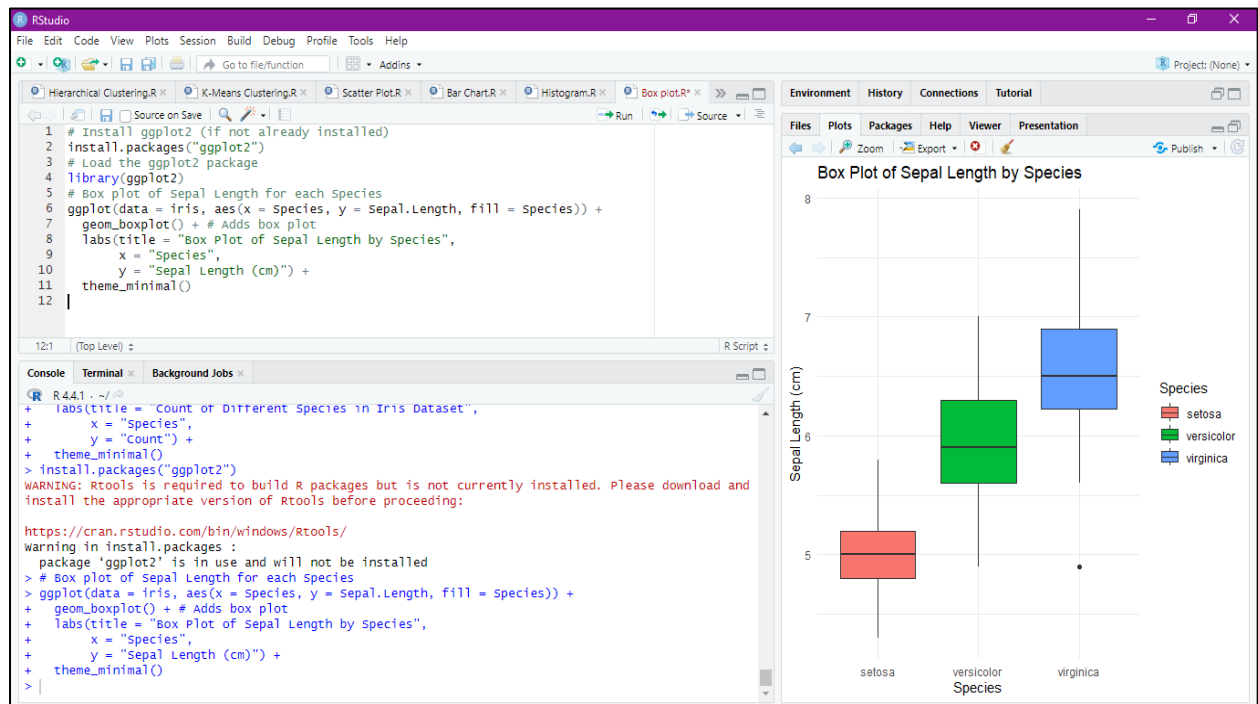 RStudio
File Edit Code View Plots Session Build Debug Profile Tools Help
Go to file/function Addins Project: (None)
Hierarchical Clustering.R K-Means Clustering.R Scatter Plot.R Bar Chart.R Histogram.R Box plot.R*
Source on Save Run Source
1 # Install ggplot2 (if not already installed)
2 install.packages("ggplot2")
3 # Load the ggplot2 package
4 library(ggplot2)
5 # Box plot of Sepal Length for each Species
6 ggplot(data = iris, aes(x = Species, y = Sepal.Length, fill = Species)) +
7 geom_boxplot() + # Adds box plot
8 labs(title = "Box Plot of Sepal Length by Species",
9 x = "Species",
10 y = "Sepal Length (cm)") +
11 theme_minimal()
12
12:1 (Top Level) R Script
Console Terminal Background Jobs
R 4.4.1 · ~/
+ labs(title = "Count of Different Species in Iris Dataset",
+ x = "Species",
+ y = "Count") +
+ theme_minimal()
> install.packages("ggplot2")
WARNING: Rtools is required to build R packages but is not currently installed. Please download and
install the appropriate version of Rtools before proceeding:
https://cran.rstudio.com/bin/windows/Rtools/
Warning in install.packages :
package ‘ggplot2’ is in use and will not be installed
> # Box plot of Sepal Length for each Species
> ggplot(data = iris, aes(x = Species, y = Sepal.Length, fill = Species)) +
+ geom_boxplot() + # Adds box plot
+ labs(title = "Box Plot of Sepal Length by Species",
+ x = "Species",
+ y = "Sepal Length (cm)") +
+ theme_minimal()
>
Environment History Connections Tutorial
Files Plots Packages Help Viewer Presentation
Zoom Export Publish
Box Plot of Sepal Length by Species
8
7
6
5
Sepal Length (cm)
setosa versicolor virginica
Species
Species
setosa
versicolor
virginica